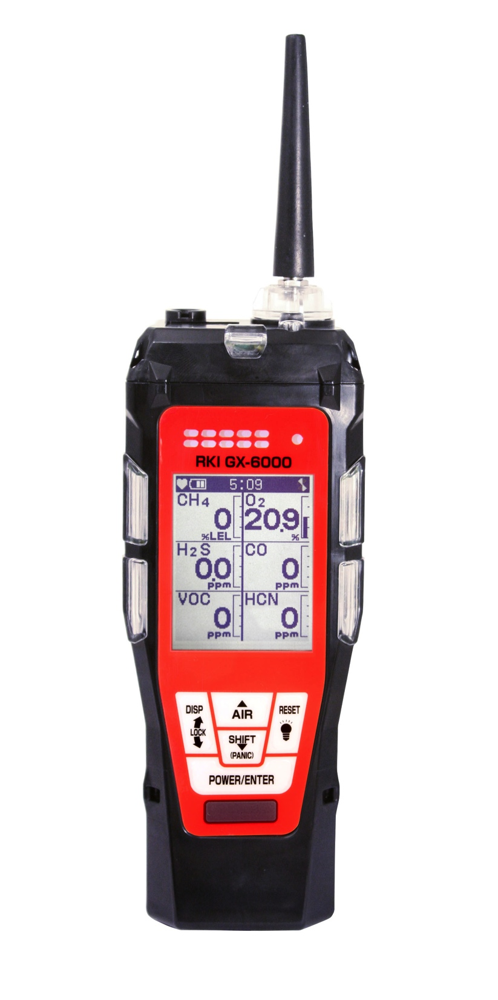 RKI GX-6000
5:09
CH4 O2
0 20.9
%LEL %
H2S CO
0.0 0
ppm ppm
VOC HCN
0 0
ppm ppm
DISP AIR RESET
LOCK SHIFT
(PANIC)
POWER/ENTER